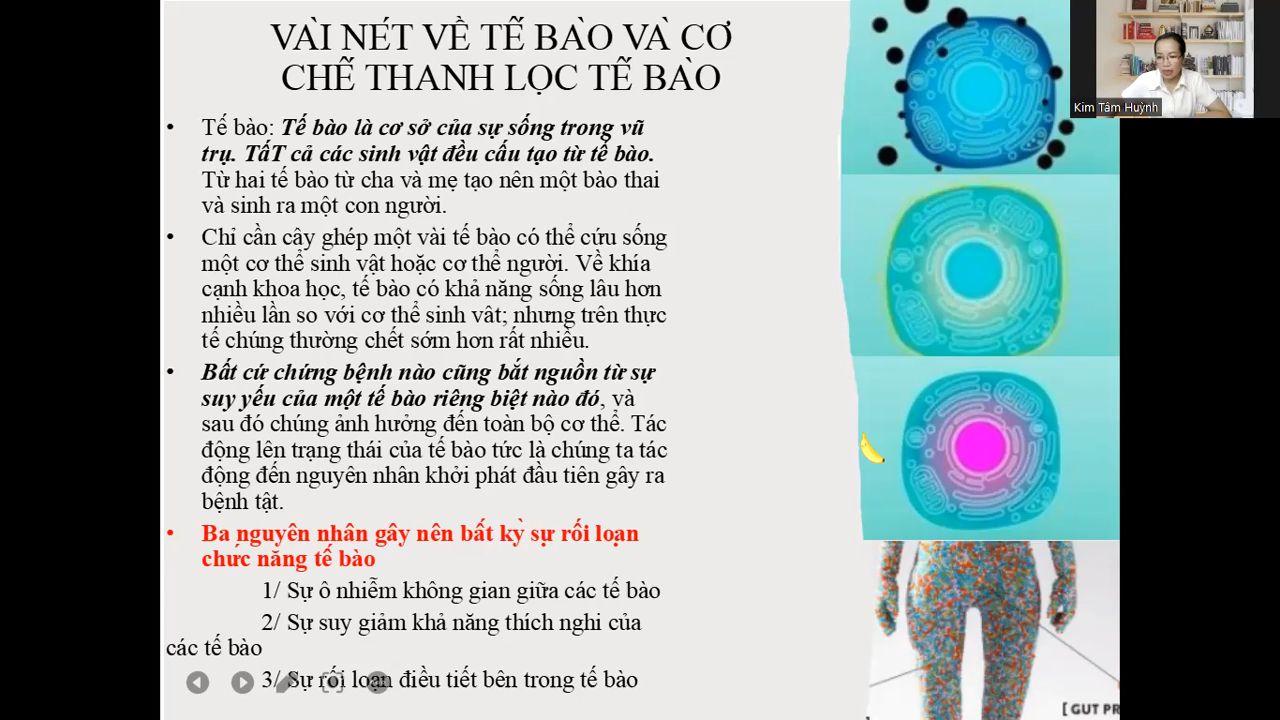 VÀI NÉT VỀ TẾ BÀO VÀ CƠ
CHẾ THANH LỌC TẾ BÀO
• Tế bào: Tế bào là cơ sở của sự sống trong vũ
trụ. TấT cả các sinh vật đều cấu tạo từ tế bào.
Từ hai tế bào từ cha và mẹ tạo nên một bào thai
và sinh ra một con người.
• Chỉ cần cấy ghép một vài tế bào có thể cứu sống
một cơ thể sinh vật hoặc cơ thể người. Về khía
cạnh khoa học, tế bào có khả năng sống lâu hơn
nhiều lần so với cơ thể sinh vât; nhưng trên thực
tế chúng thường chết sớm hơn rất nhiều.
• Bất cứ chứng bệnh nào cũng bắt nguồn từ sự
suy yếu của một tế bào riêng biệt nào đó, và
sau đó chúng ảnh hưởng đến toàn bộ cơ thể. Tác
động lên trạng thái của tế bào tức là chúng ta tác
động đến nguyên nhân khởi phát đầu tiên gây ra
bệnh tật.
• Ba nguyên nhân gây nên bất kỳ sự rối loạn
chức năng tế bào
1/ Sự ô nhiễm không gian giữa các tế bào
2/ Sự suy giảm khả năng thích nghi của
các tế bào
3/ Sự rối loạn điều tiết bên trong tế bào
Kim Tâm Huỳnh
[ GUT PR